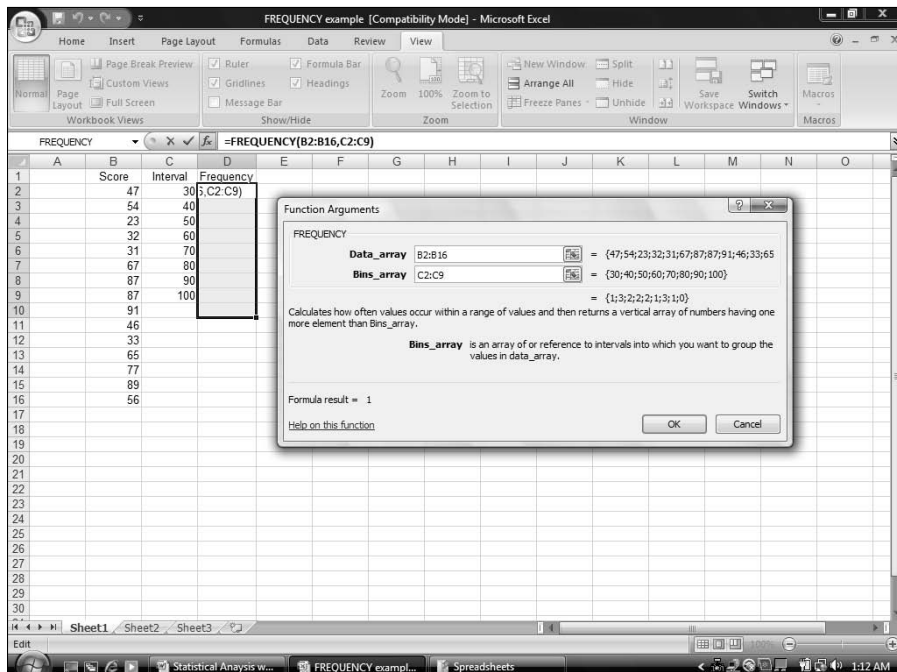 FREQUENCY example [Compatibility Mode] - Microsoft Excel
Home Insert Page Layout Formulas Data Review View
Normal Page Layout Page Break Preview Custom Views Full Screen Workbook Views
Ruler Gridlines Message Bar Formula Bar Headings Show/Hide
Zoom 100% Zoom to Selection Zoom
New Window Arrange All Freeze Panes Split Hide Unhide Save Workspace Switch Windows Window
Macros Macros
FREQUENCY fx =FREQUENCY(B2:B16,C2:C9)
A B C D E F G H I J K L M N O
1 Score Interval Frequency
2 47 30 5,C2:C9)
3 54 40
4 23 50
5 32 60
6 31 70
7 67 80
8 87 90
9 87 100
10 91
11 46
12 33
13 65
14 77
15 89
16 56
17
18
19
20
21
22
23
24
25
26
27
28
29
30
Function Arguments
FREQUENCY
Data_array B2:B16 = {47;54;23;32;31;67;87;87;91;46;33;65
Bins_array C2:C9 = {30;40;50;60;70;80;90;100}
= {1;3;2;2;2;1;3;1;0}
Calculates how often values occur within a range of values and then returns a vertical array of numbers having one
more element than Bins_array.
Bins_array is an array of or reference to intervals into which you want to group the
values in data_array.
Formula result = 1
Help on this function OK Cancel
Sheet1 Sheet2 Sheet3
Edit 100%
Statistical Anaysis w... FREQUENCY exampl... Spreadsheets 1:12 AM